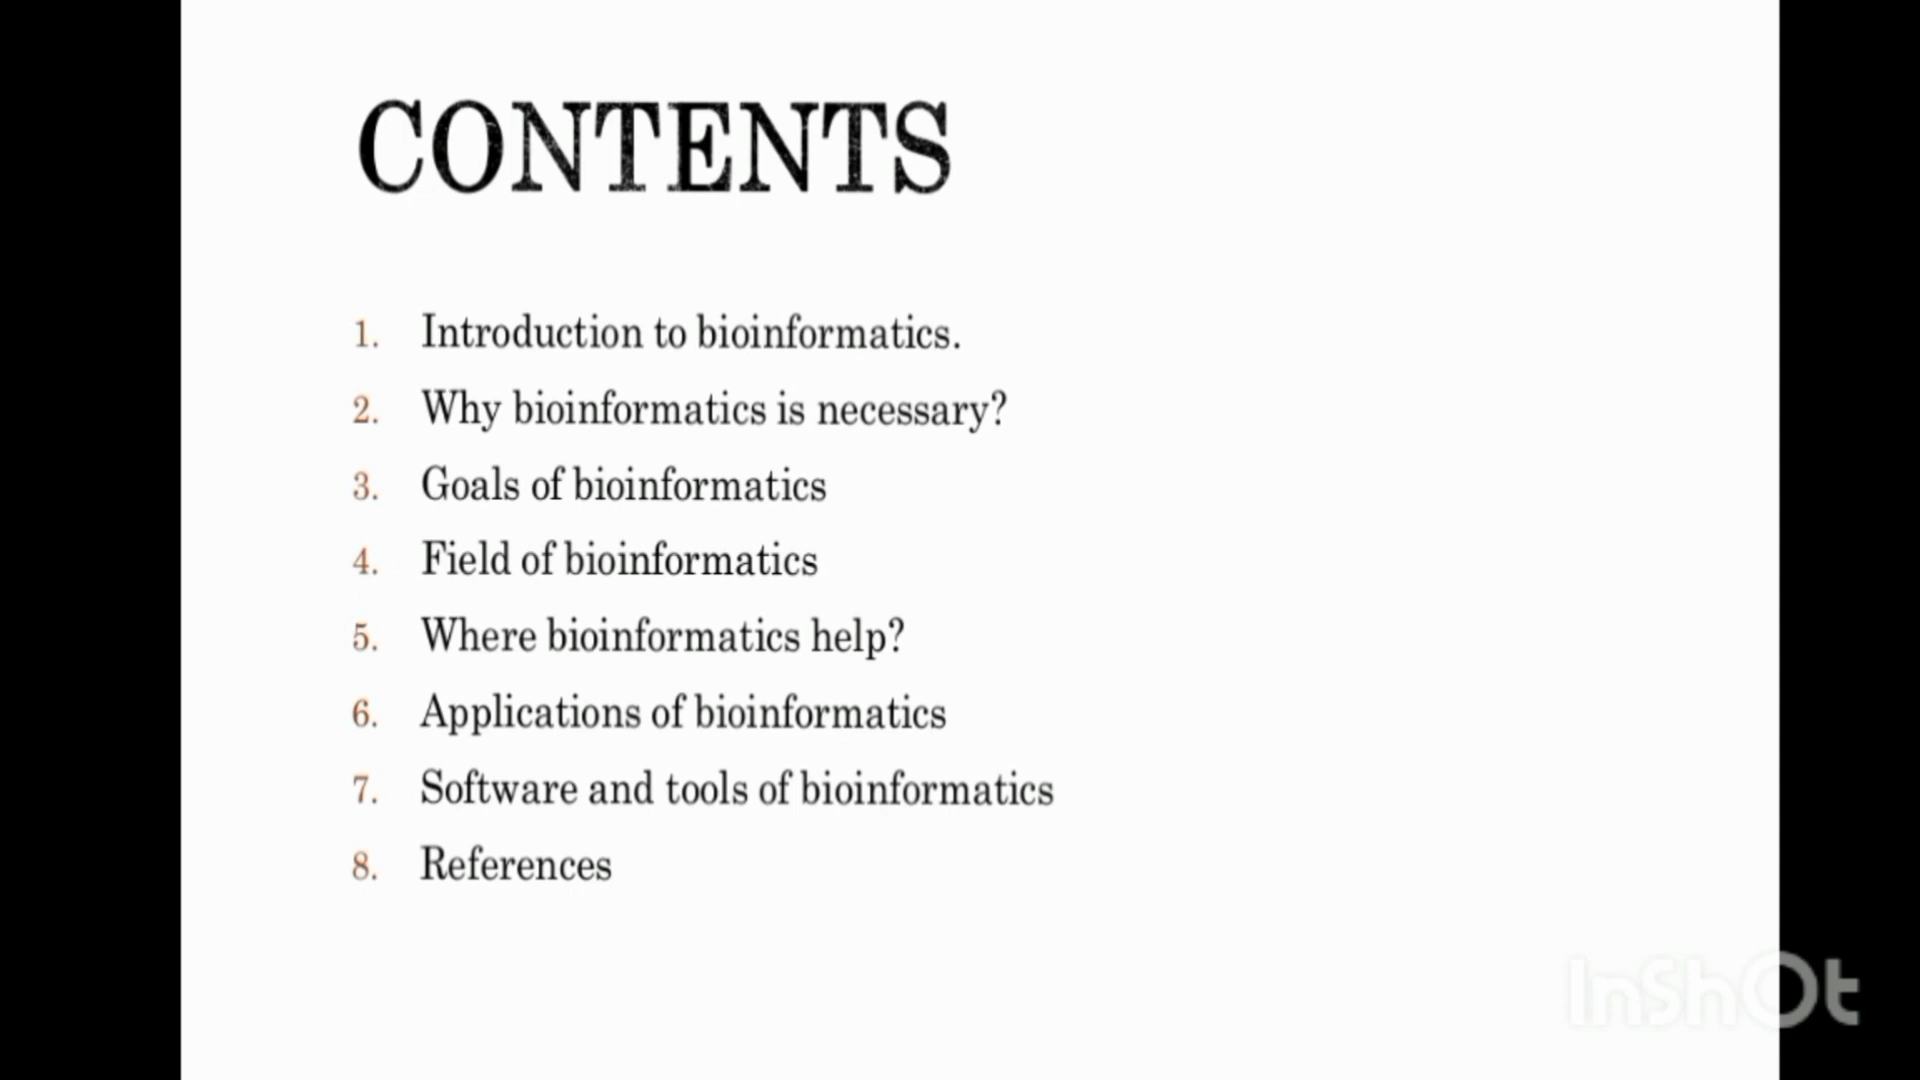 CONTENTS
1. Introduction to bioinformatics.
2. Why bioinformatics is necessary?
3. Goals of bioinformatics
4. Field of bioinformatics
5. Where bioinformatics help?
6. Applications of bioinformatics
7. Software and tools of bioinformatics
8. References
InShOt